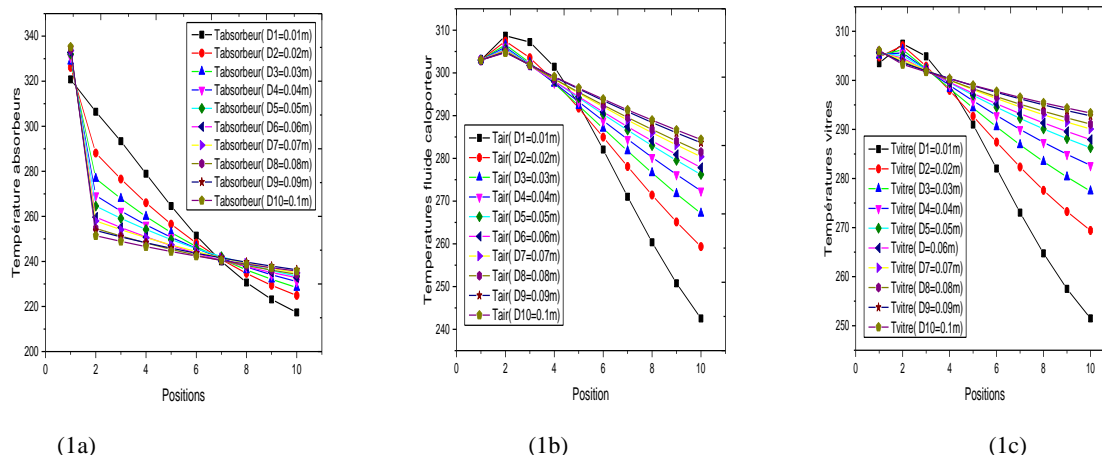 Température absorbeurs
340
320
300
280
260
240
220
200
0
2
4
6
8
10
Positions
Tabsorbeur( D1=0.01m)
Tabsorbeur( D2=0.02m)
Tabsorbeur( D3=0.03m)
Tabsorbeur( D4=0.04m)
Tabsorbeur( D5=0.05m)
Tabsorbeur( D6=0.06m)
Tabsorbeur( D7=0.07m)
Tabsorbeur( D8=0.08m)
Tabsorbeur( D9=0.09m)
Tabsorbeur( D10=0.1m)
(1a)
Temperatures fluide caloporteur
310
300
290
280
270
260
250
240
0
2
4
6
8
10
Position
Tair( D1=0.01m)
Tair( D2=0.02m)
Tair( D3=0.03m)
Tair( D4=0.04m)
Tair( D5=0.05m)
Tair( D6=0.06m)
Tair( D7=0.07m)
Tair( D8=0.08m)
Tair( D9=0.09m)
Tair( D10=0.1m)
(1b)
Températures vitres
310
300
290
280
270
260
250
0
2
4
6
8
10
Positions
Tvitre( D1=0.01m)
Tvitre( D2=0.02m)
Tvitre( D3=0.03m)
Tvitre( D4=0.04m)
Tvitre( D5=0.05m)
Tvitre( D=0.06m)
Tvitre( D7=0.07m)
Tvitre( D8=0.08m)
Tvitre( D9=0.09m)
Tvitre( D10=0.1m)
(1c)